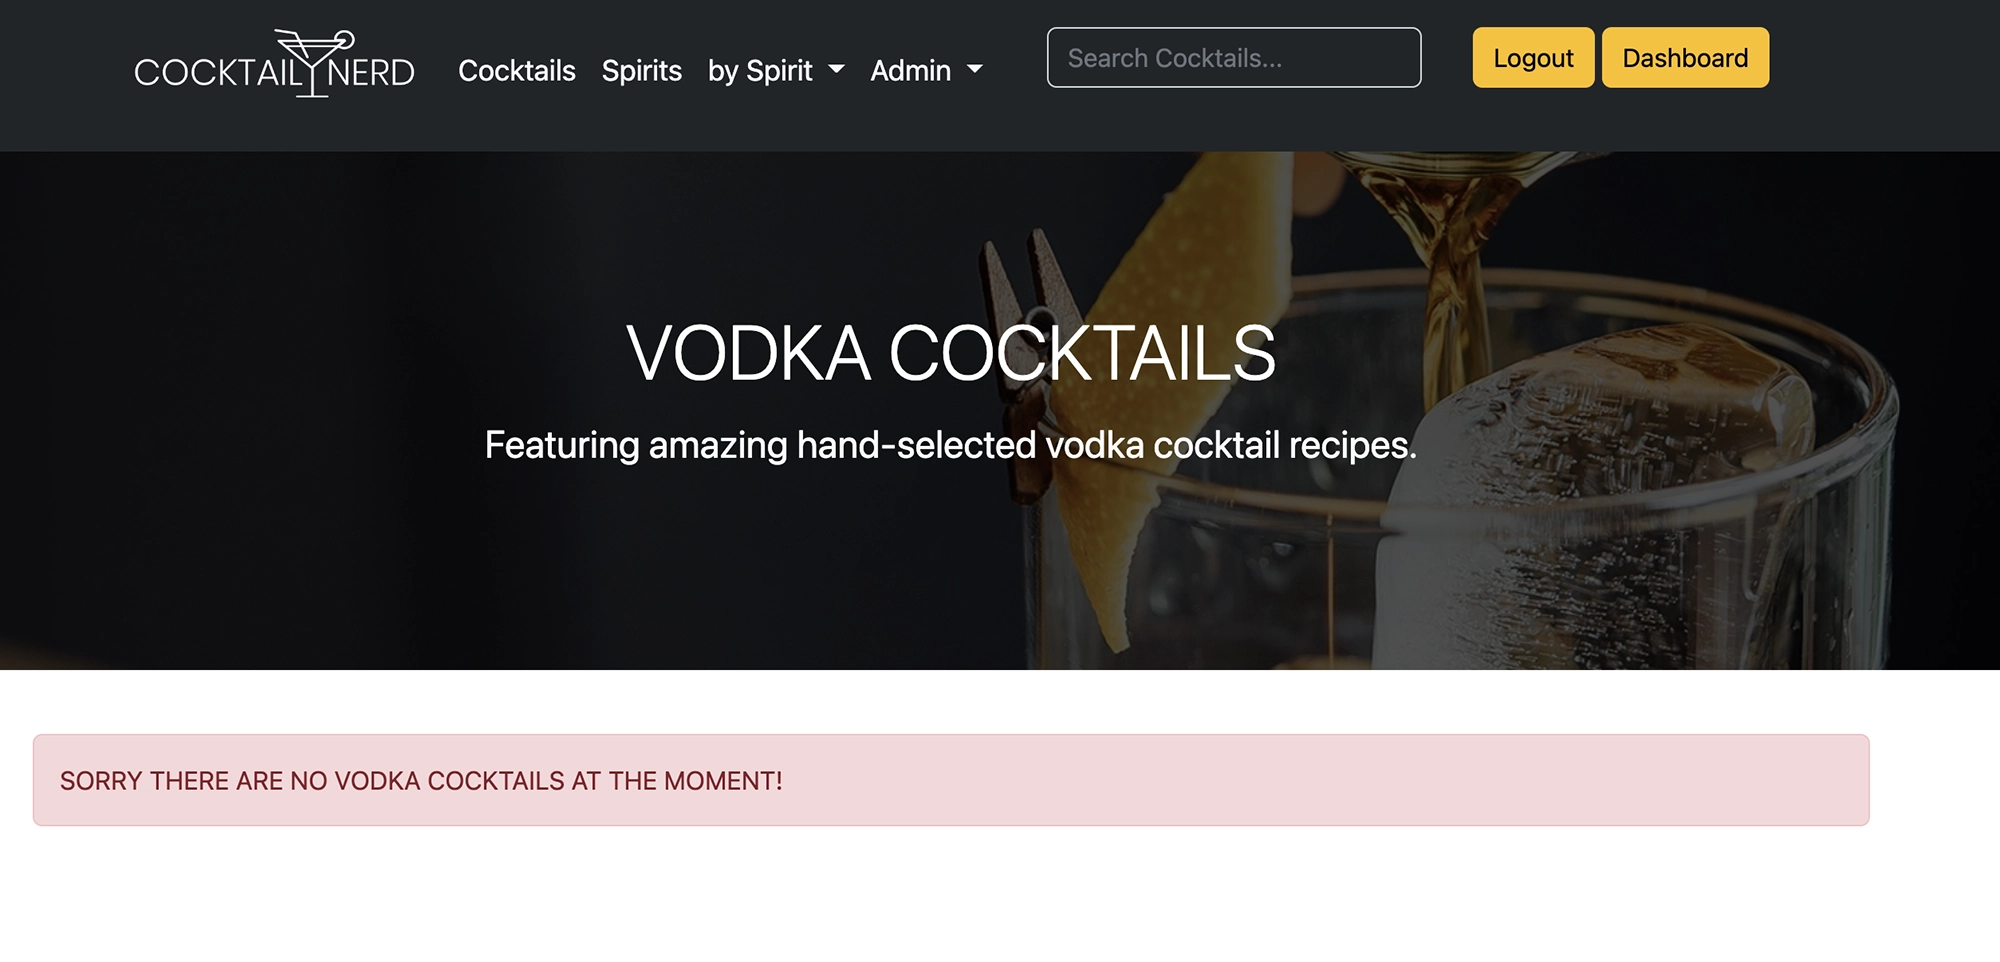 COCKTAIL NERD
Cocktails Spirits by Spirit Admin Search Cocktails... Logout Dashboard
VODKA COCKTAILS
Featuring amazing hand-selected vodka cocktail recipes.
SORRY THERE ARE NO VODKA COCKTAILS AT THE MOMENT!